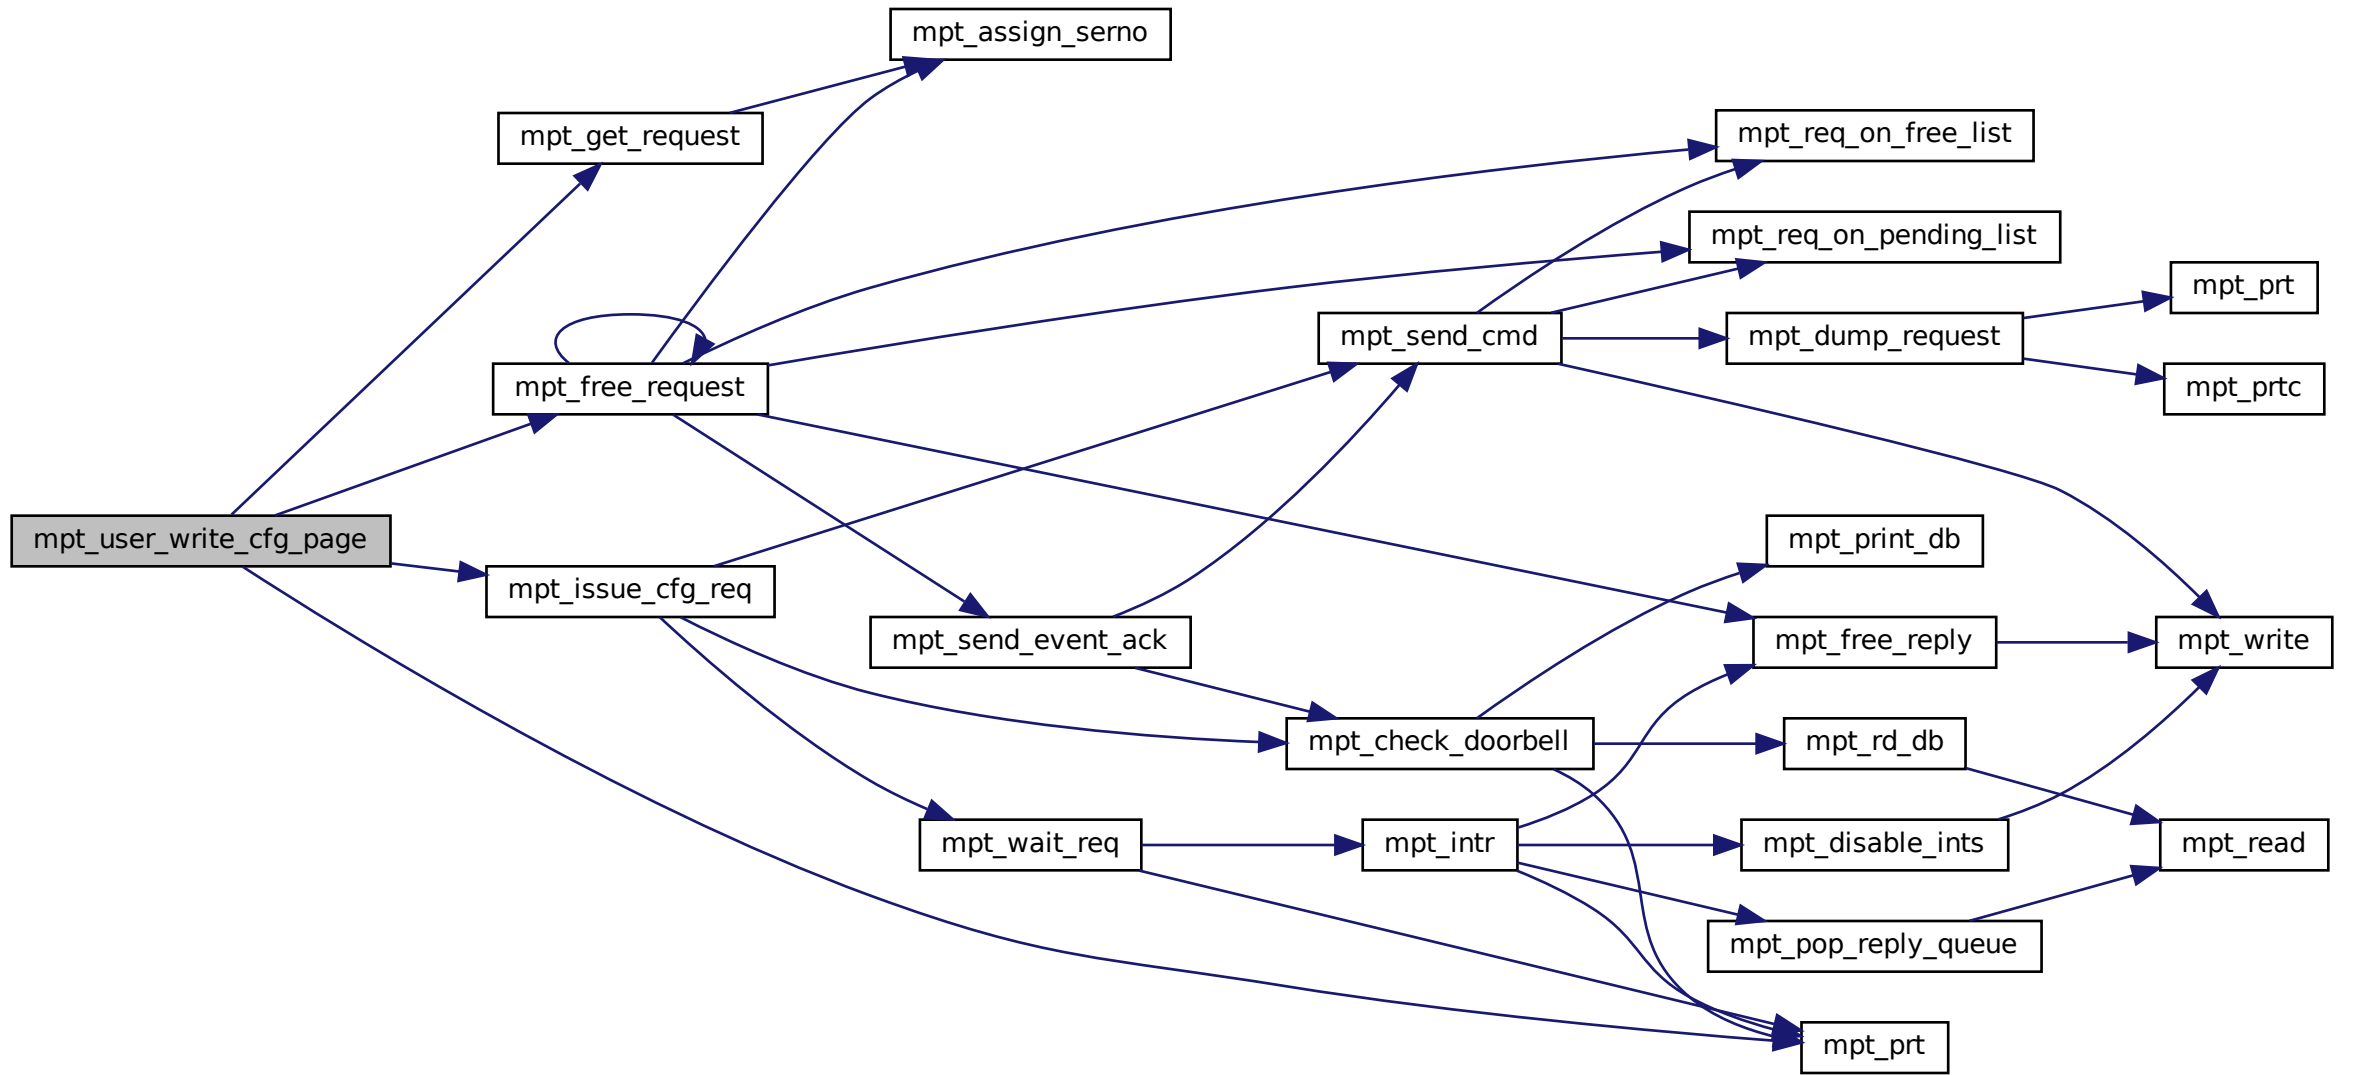 mpt_assign_serno
mpt_get_request
mpt_req_on_free_list
mpt_req_on_pending_list
mpt_prt
mpt_send_cmd
mpt_dump_request
mpt_free_request
mpt_prtc
mpt_user_write_cfg_page
mpt_print_db
mpt_issue_cfg_req
mpt_send_event_ack
mpt_free_reply
mpt_write
mpt_check_doorbell
mpt_rd_db
mpt_wait_req
mpt_intr
mpt_disable_ints
mpt_read
mpt_pop_reply_queue
mpt_prt